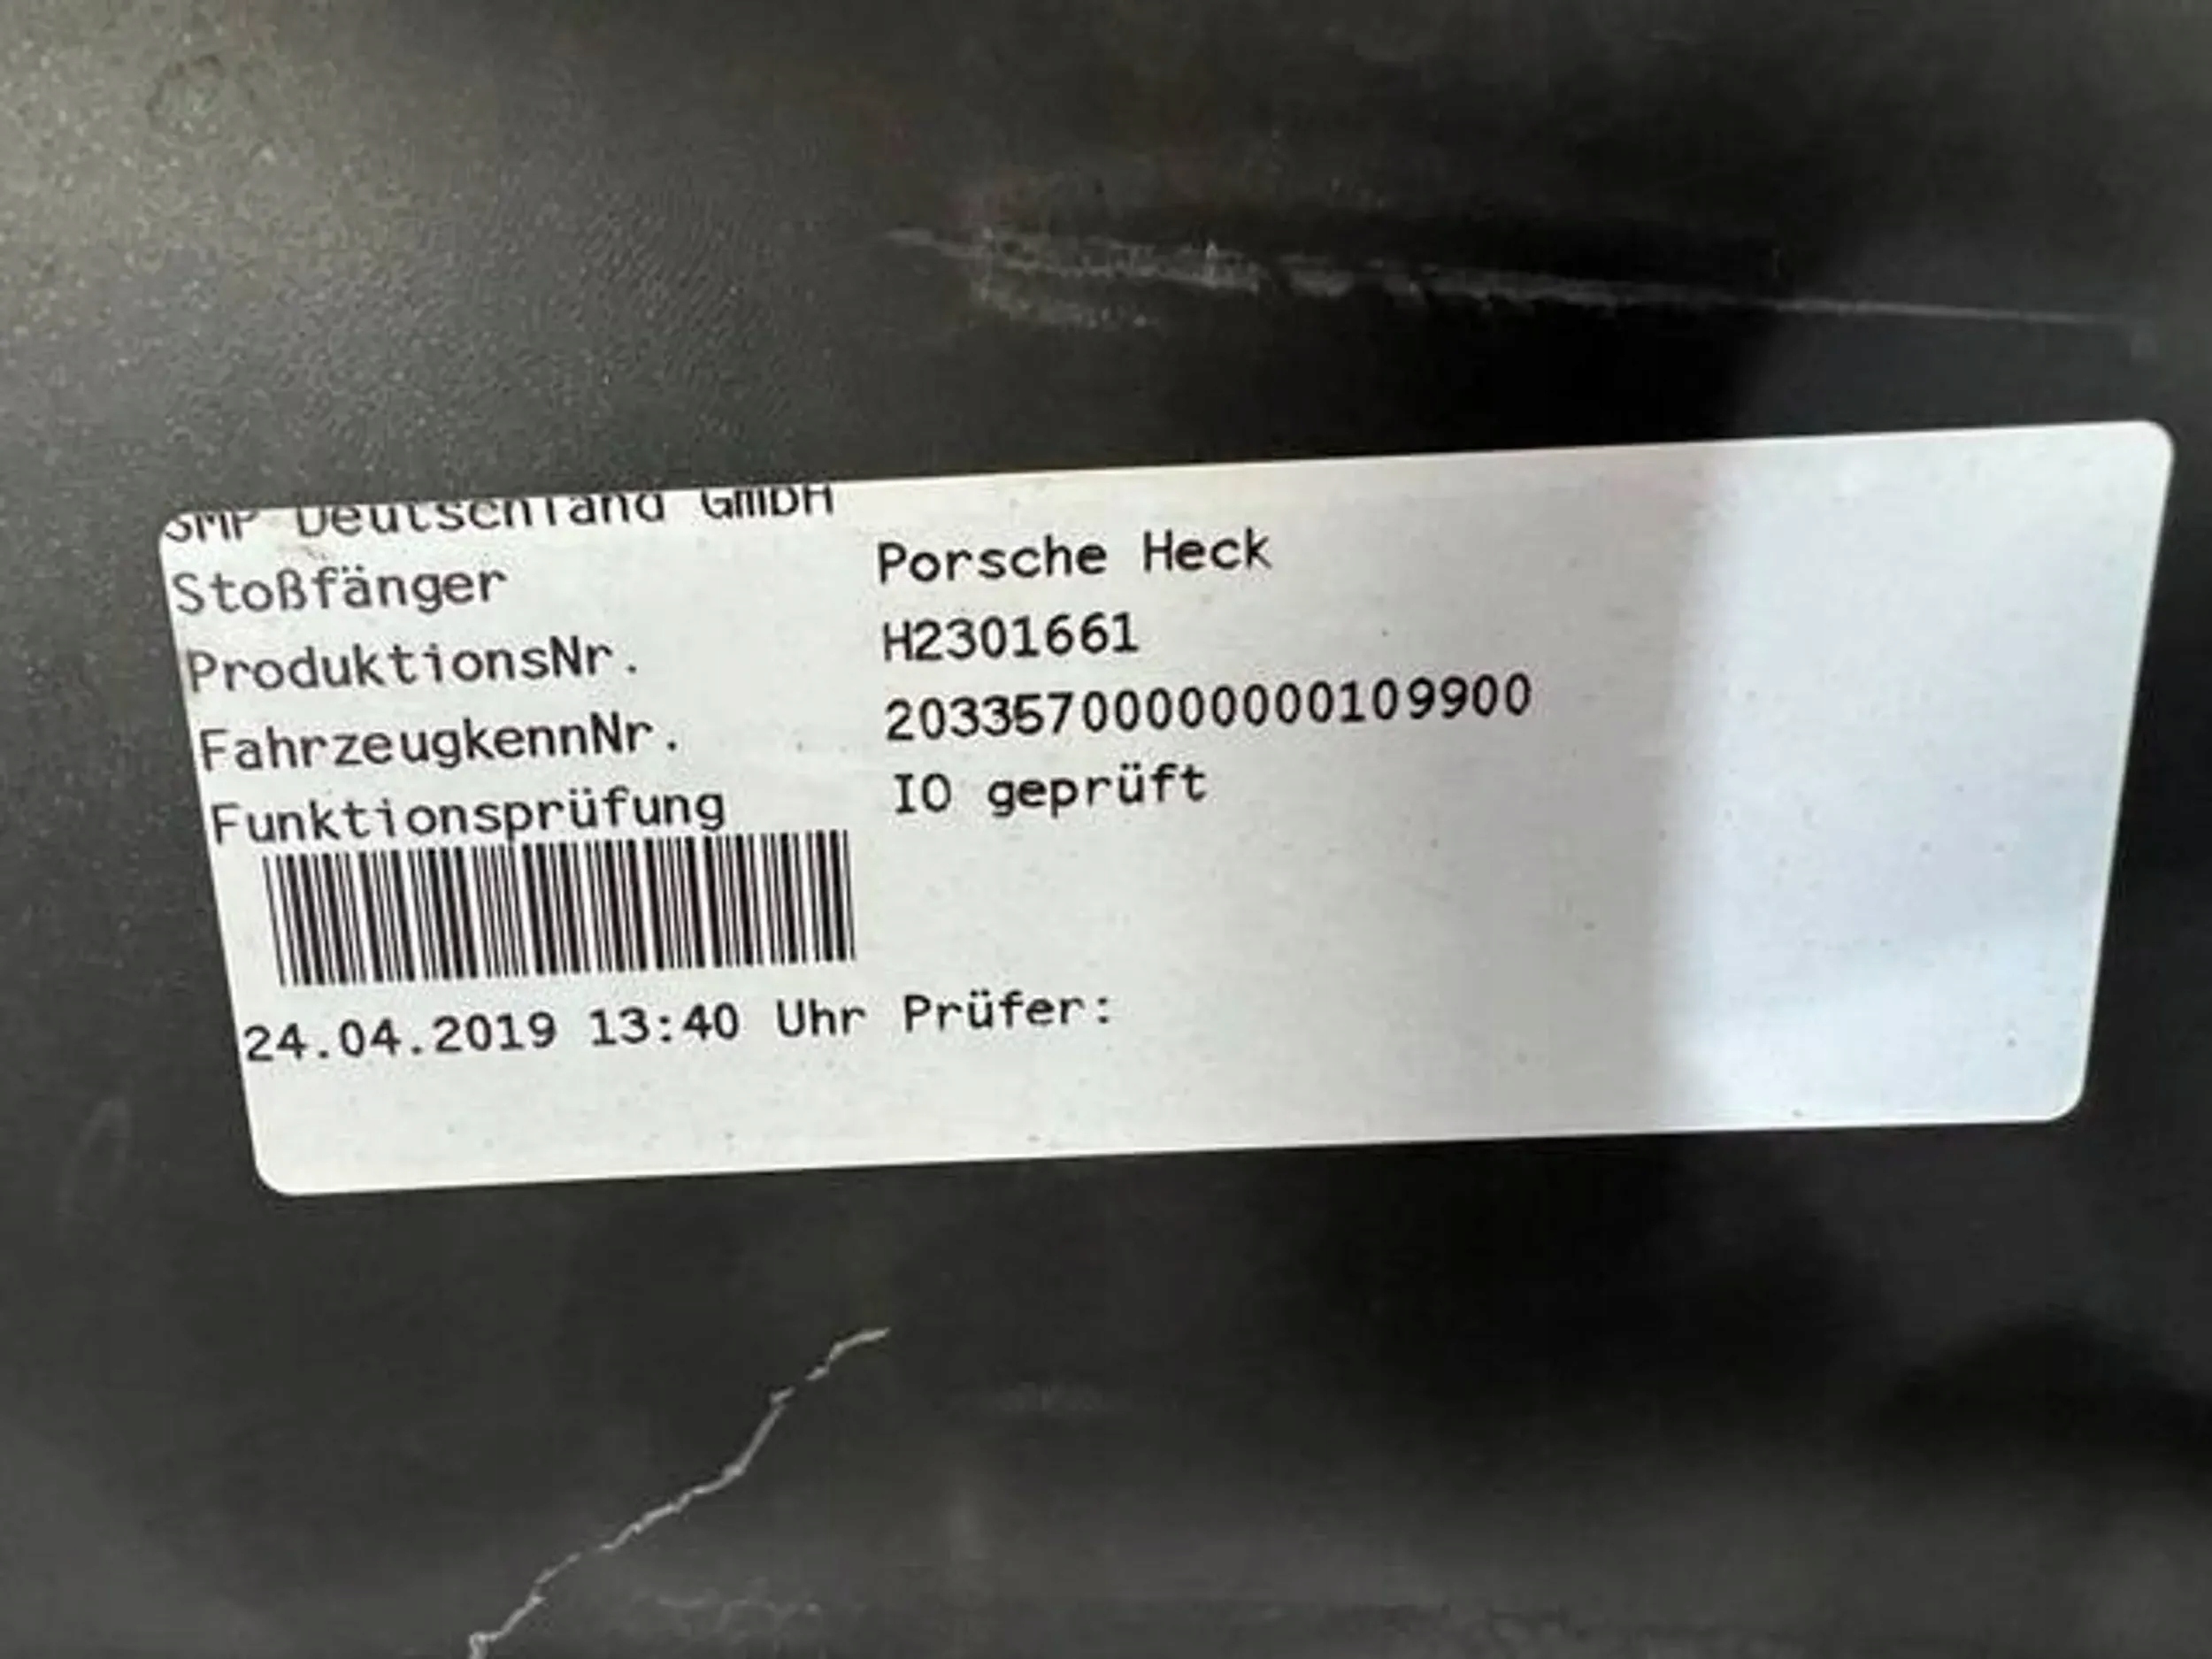 SMP Deutschland GmbH
Stoßfänger Porsche Heck
ProduktionsNr. H2301661
FahrzeugkennNr. 20335700000000109900
Funktionsprüfung IO geprüft
24.04.2019 13:40 Uhr Prüfer: